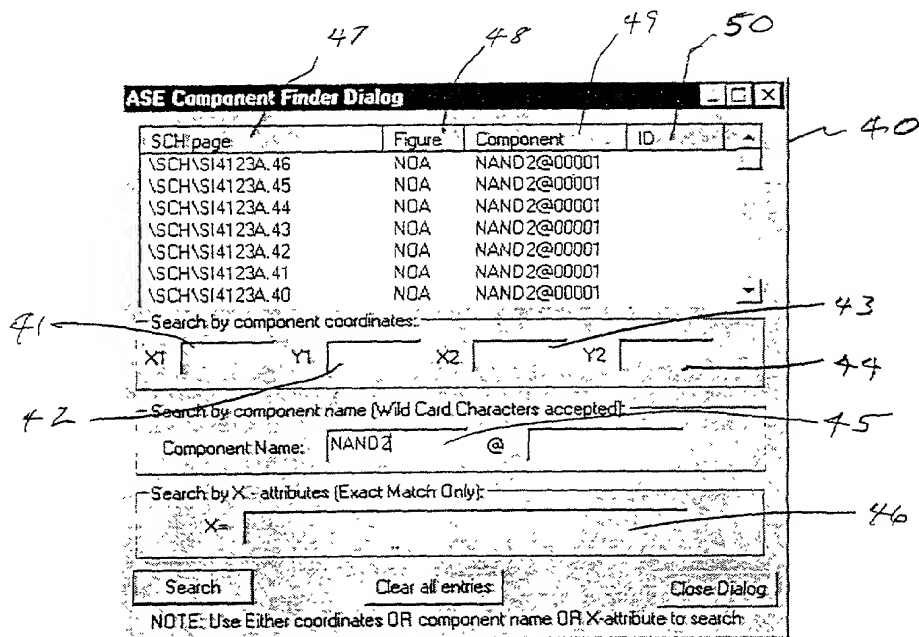 47 48 49 50
ASE Component Finder Dialog
40
SCH page Figure Component ID
\SCH\SI4123A.46 NOA NAND2@00001
\SCH\SI4123A.45 NOA NAND2@00001
\SCH\SI4123A.44 NOA NAND2@00001
\SCH\SI4123A.43 NOA NAND2@00001
\SCH\SI4123A.42 NOA NAND2@00001
\SCH\SI4123A.41 NOA NAND2@00001
\SCH\SI4123A.40 NOA NAND2@00001
43
41
Search by component coordinates:
X1 Y1 X2 Y2
44
42
Search by component name (Wild Card Characters accepted):
45
Component Name: NAND2 @
Search by X - attributes (Exact Match Only):
X=
46
Search Clear all entries Close Dialog
NOTE: Use Either coordinates OR component name OR X-attribute to search